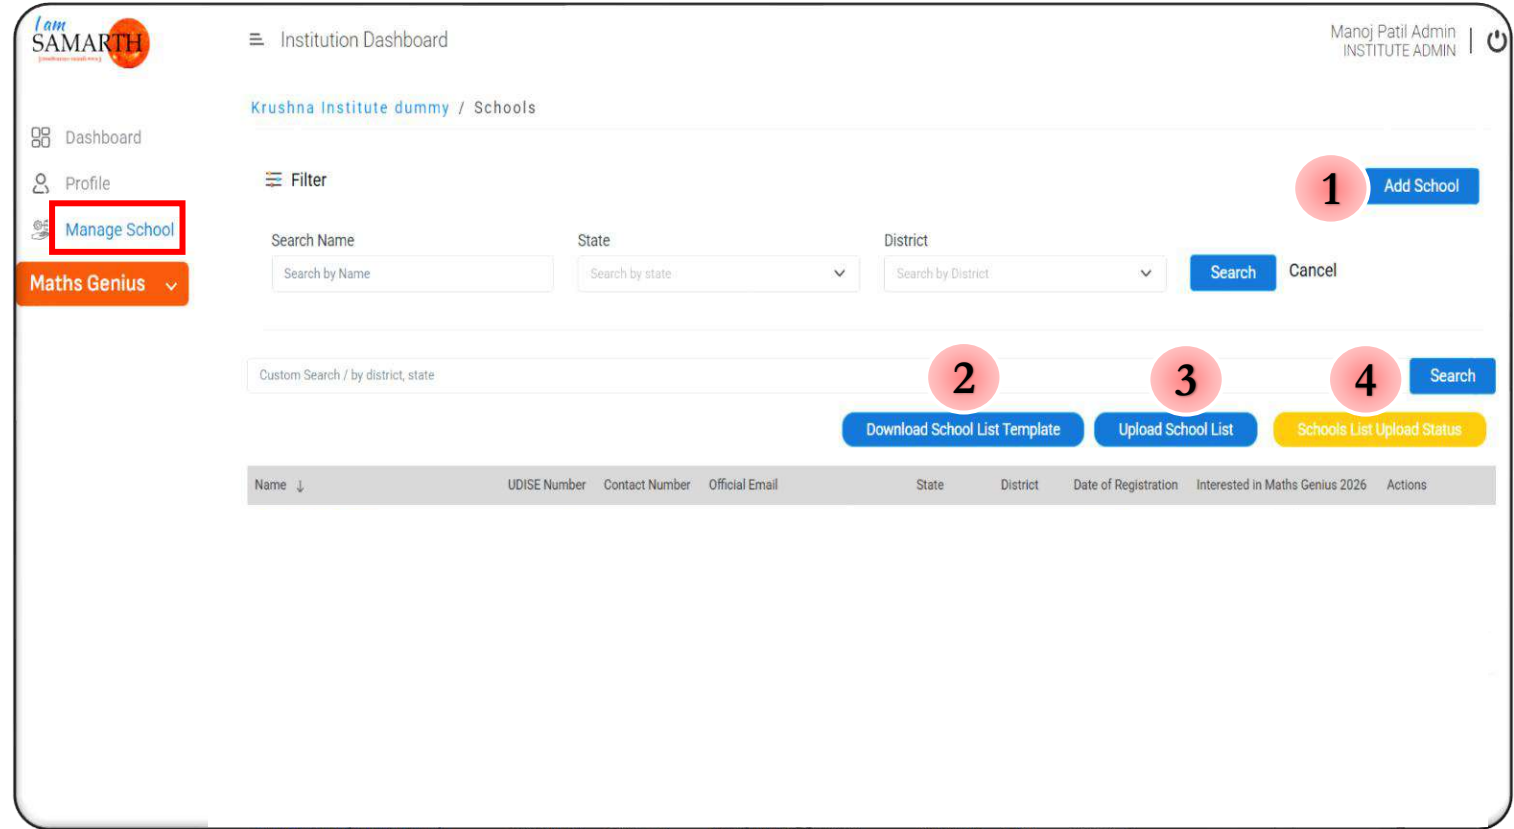 I am
SAMARTH
Institution Dashboard
Manoj Patil Admin
INSTITUTE ADMIN
Krushna Institute dummy / Schools
Dashboard
Profile
Manage School
Maths Genius
Filter
1
Add School
Search Name
State
District
Search by Name
Search by state
Search by District
Search
Cancel
Custom Search / by district, state
2
3
4
Search
Download School List Template
Upload School List
Schools List Upload Status
Name ↓ UDISE Number Contact Number Official Email State District Date of Registration Interested in Maths Genius 2026 Actions